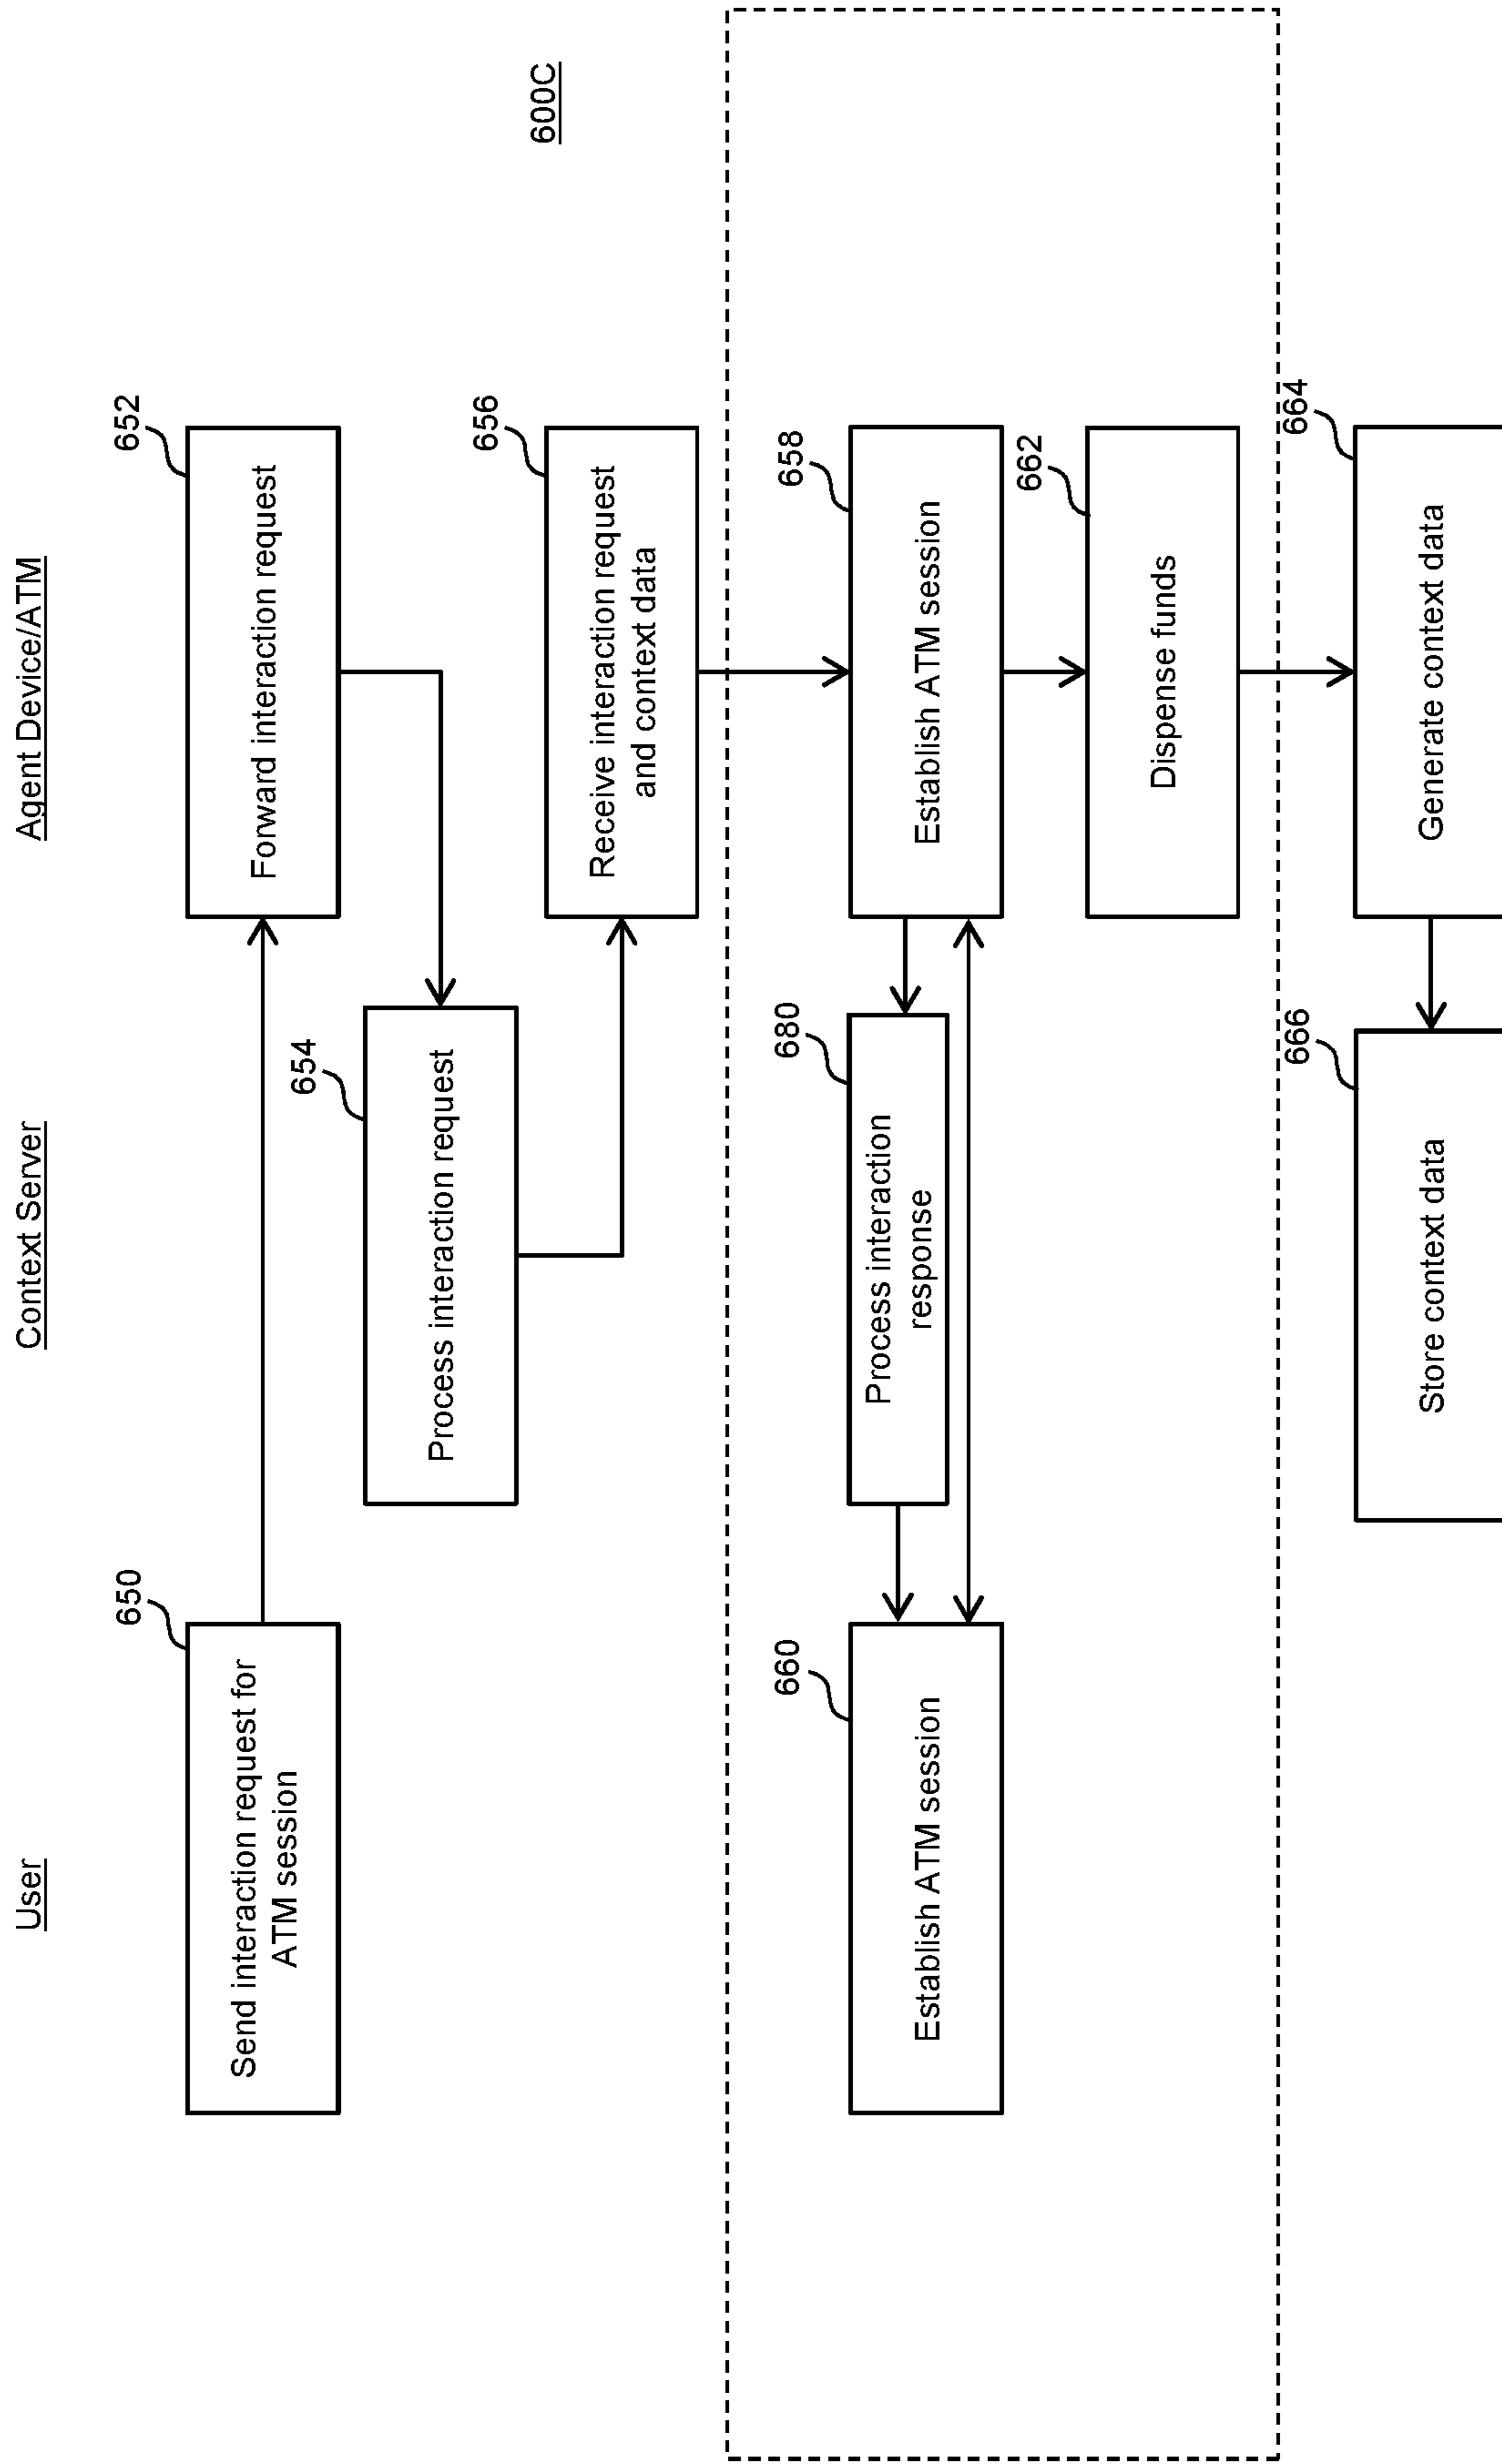 User
Context Server
Agent Device/ATM
600C
650
Send interaction request for
ATM session
652
Forward interaction request
654
Process interaction request
656
Receive interaction request
and context data
660
Establish ATM session
680
Process interaction
response
658
Establish ATM session
662
Dispense funds
666
Store context data
664
Generate context data